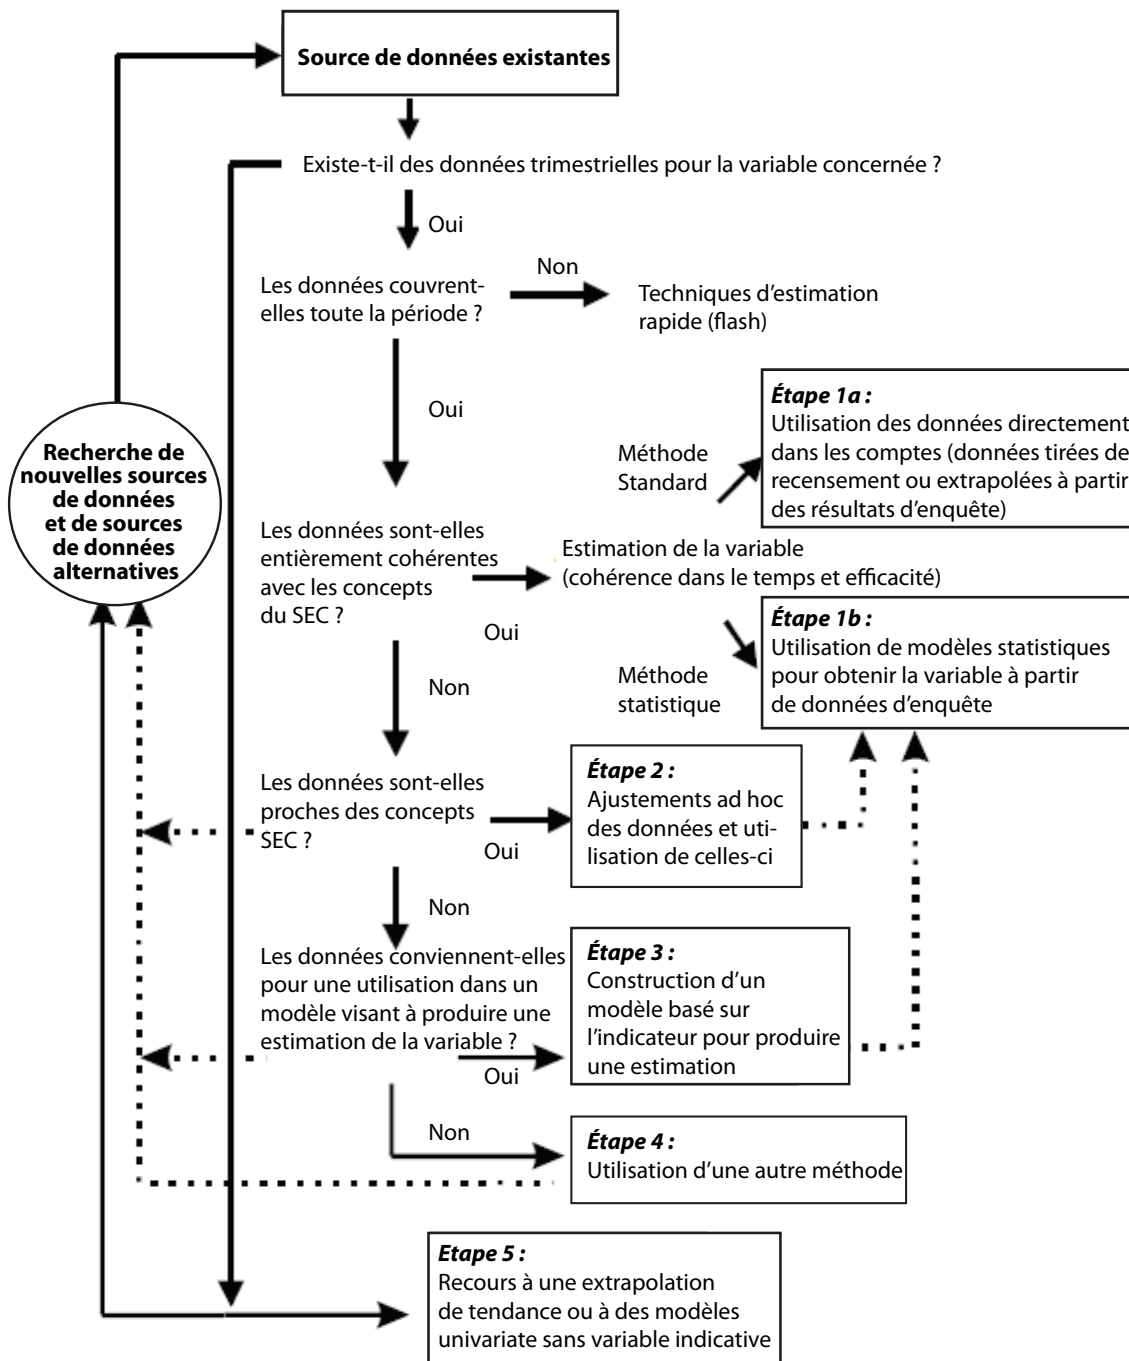 Source de données existantes
Existe-t-il des données trimestrielles pour la variable concernée ?
Oui
Les données couvrent-
elles toute la période ?
Non
Techniques d'estimation
rapide (flash)
Oui
Recherche de
nouvelles sources
de données
et de sources
de données
alternatives
Méthode
Standard
Étape 1a :
Utilisation des données directement
dans les comptes (données tirées de
recensement ou extrapolées à partir
des résultats d'enquête)
Les données sont-elles
entièrement cohérentes
avec les concepts
du SEC ?
Oui
Estimation de la variable
(cohérence dans le temps et efficacité)
Non
Méthode
statistique
Étape 1b :
Utilisation de modèles statistiques
pour obtenir la variable à partir
de données d'enquête
Les données sont-elles
proches des concepts
SEC ?
Oui
Étape 2 :
Ajustements ad hoc
des données et uti-
lisation de celles-ci
Non
Les données conviennent-elles
pour une utilisation dans un
modèle visant à produire une
estimation de la variable ?
Oui
Étape 3 :
Construction d'un
modèle basé sur
l'indicateur pour produire
une estimation
Non
Étape 4 :
Utilisation d'une autre méthode
Etape 5 :
Recours à une extrapolation
de tendance ou à des modèles
univariate sans variable indicative